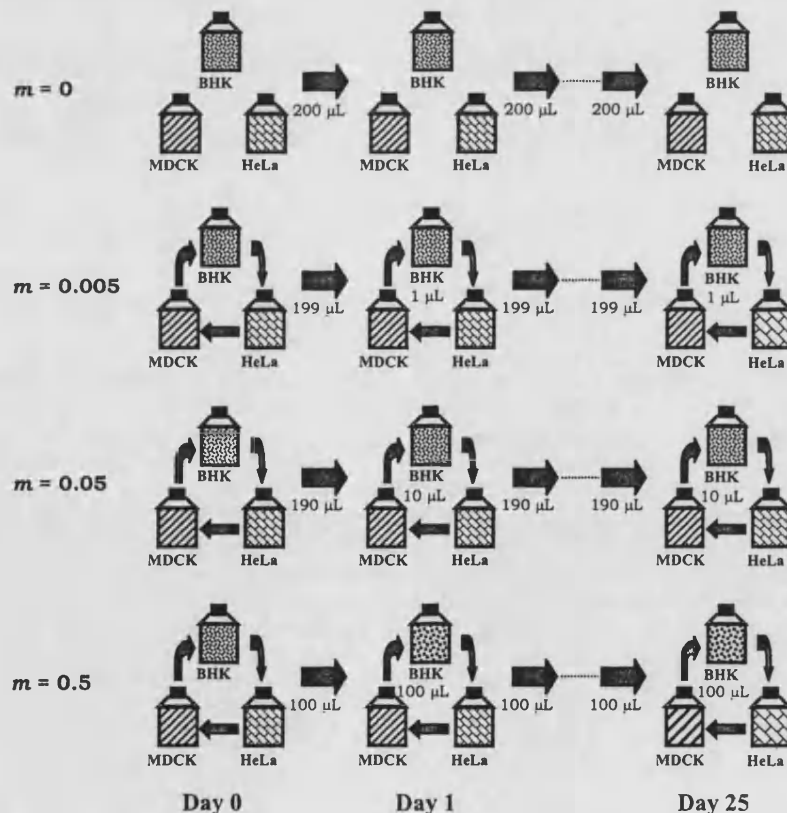 BHK BHK BHK
m = 0
200 μL 200 μL 200 μL
MDCK HeLa MDCK HeLa MDCK HeLa
BHK BHK BHK
m = 0.005
199 μL 1 μL 199 μL 199 μL 1 μL
MDCK HeLa MDCK HeLa MDCK HeLa
BHK BHK BHK
m = 0.05
190 μL 10 μL 190 μL 190 μL 10 μL
MDCK HeLa MDCK HeLa MDCK HeLa
BHK BHK BHK
m = 0.5
100 μL 100 μL 100 μL 100 μL 100 μL
MDCK HeLa MDCK HeLa MDCK HeLa
Day 0 Day 1 Day 25